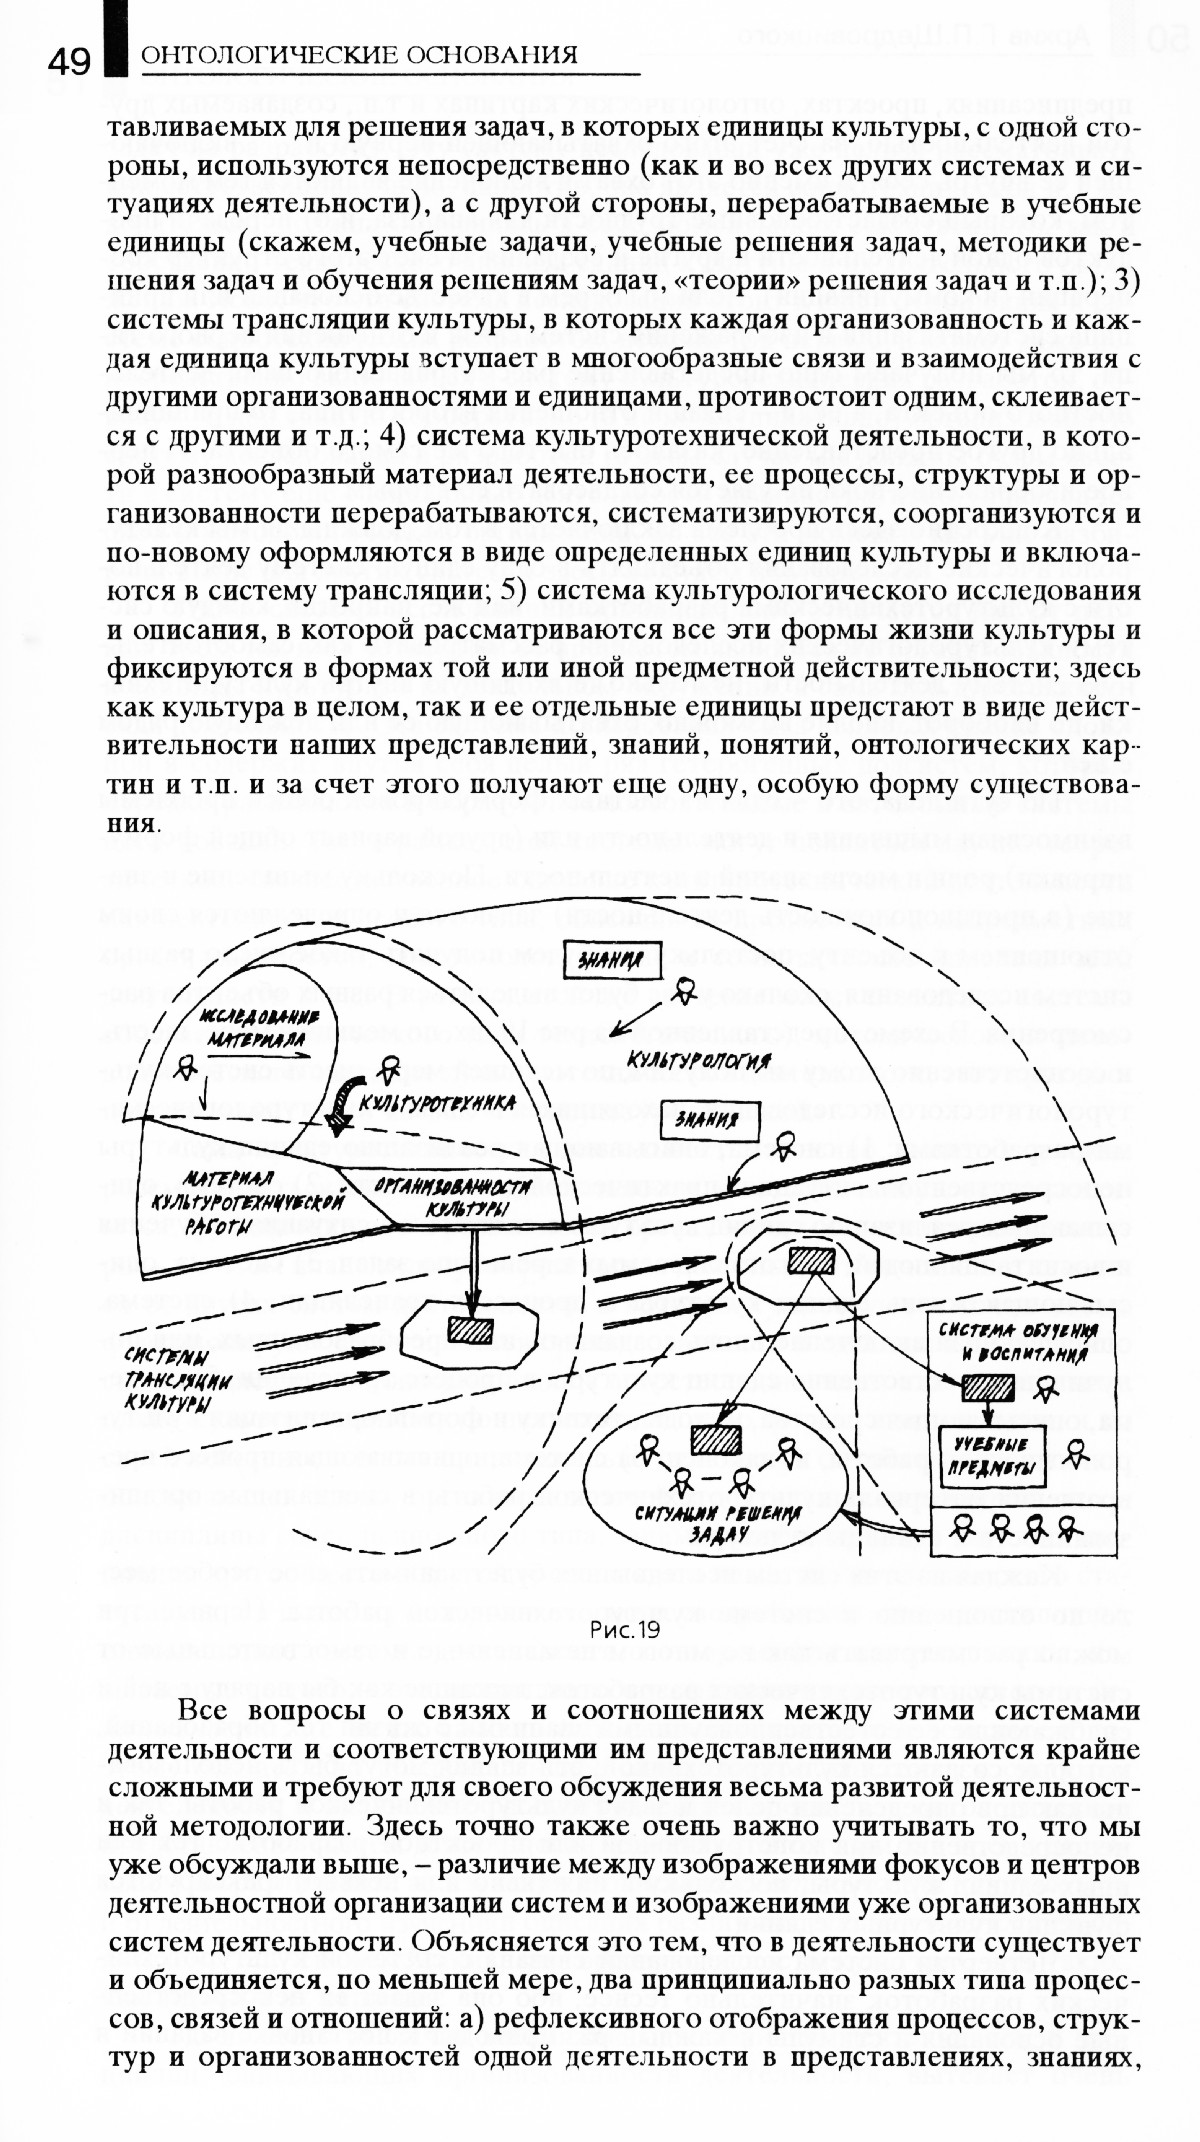 49 ОНТОЛОГИЧЕСКИЕ ОСНОВАНИЯ
тавливаемых для решения задач, в которых единицы культуры, с одной сто-
роны, используются непосредственно (как и во всех других системах и си-
туациях деятельности), а с другой стороны, перерабатываемые в учебные
единицы (скажем, учебные задачи, учебные решения задач, методики ре-
шения задач и обучения решениям задач, «теории» решения задач и т.п.); 3)
системы трансляции культуры, в которых каждая организованность и каж-
дая единица культуры вступает в многообразные связи и взаимодействия с
другими организованностями и единицами, противостоит одним, склеивает-
ся с другими и т.д.; 4) система культуротехнической деятельности, в кото-
рой разнообразный материал деятельности, ее процессы, структуры и ор-
ганизованности перерабатываются, систематизируются, соорганизуются и
по-новому оформляются в виде определенных единиц культуры и включа-
ются в систему трансляции; 5) система культурологического исследования
и описания, в которой рассматриваются все эти формы жизни культуры и
фиксируются в формах той или иной предметной действительности; здесь
как культура в целом, так и ее отдельные единицы предстают в виде дейст-
вительности наших представлений, знаний, понятий, онтологических кар-
тин и т.п. и за счет этого получают еще одну, особую форму существова-
ния.
ЗНАНИЯ
ИССЛЕДОВАНИЕ
МАТЕРИАЛА
КУЛЬТУРОЛОГИЯ
КУЛЬТУРОТЕХНИКА
ЗНАНИЯ
МАТЕРИАЛ
КУЛЬТУРОТЕХНИЧЕСКОЙ
РАБОТЫ
ОРГАНИЗОВАННОСТИ
КУЛЬТУРЫ
СИСТЕМЫ
ТРАНСЛЯЦИИ
КУЛЬТУРЫ
СИСТЕМА ОБУЧЕНИЯ
И ВОСПИТАНИЯ
УЧЕБНЫЕ
ПРЕДМЕТЫ
СИТУАЦИИ РЕШЕНИЯ
ЗАДАЧ
Рис.19
Все вопросы о связях и соотношениях между этими системами
деятельности и соответствующими им представлениями являются крайне
сложными и требуют для своего обсуждения весьма развитой деятельност-
ной методологии. Здесь точно также очень важно учитывать то, что мы
уже обсуждали выше, – различие между изображениями фокусов и центров
деятельностной организации систем и изображениями уже организованных
систем деятельности. Объясняется это тем, что в деятельности существует
и объединяется, по меньшей мере, два принципиально разных типа процес-
сов, связей и отношений: а) рефлексивного отображения процессов, струк-
тур и организованностей одной деятельности в представлениях, знаниях,